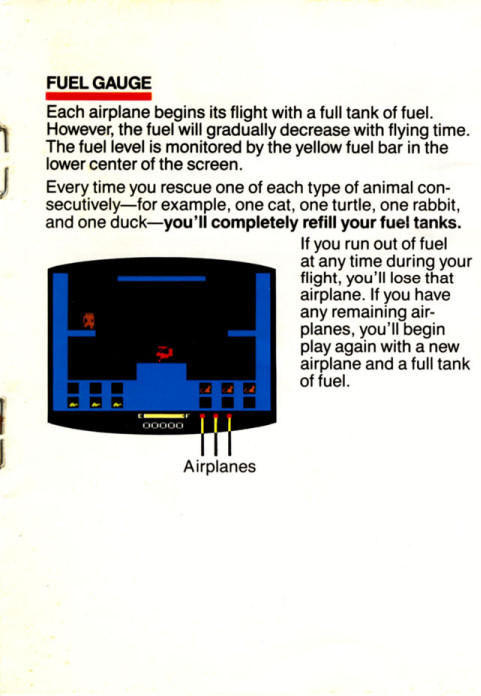 FUEL GAUGE
Each airplane begins its flight with a full tank of fuel.
However, the fuel will gradually decrease with flying time.
The fuel level is monitored by the yellow fuel bar in the
lower center of the screen.
Every time you rescue one of each type of animal con-
secutively—for example, one cat, one turtle, one rabbit,
and one duck—you'll completely refill your fuel tanks.
If you run out of fuel
at any time during your
flight, you'll lose that
airplane. If you have
any remaining air-
planes, you'll begin
play again with a new
airplane and a full tank
of fuel.
E F
00000
Airplanes